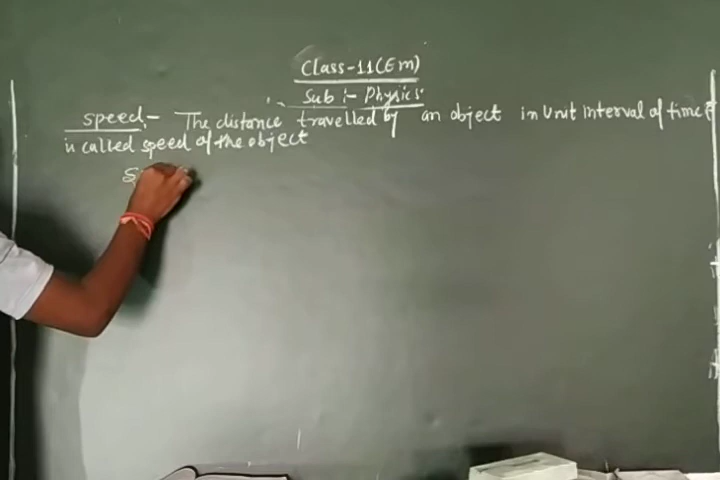 Class-11(Em)
Sub :- Physics
Speed:- The distance travelled by an object in Unit interval of time
is called speed of the object
S